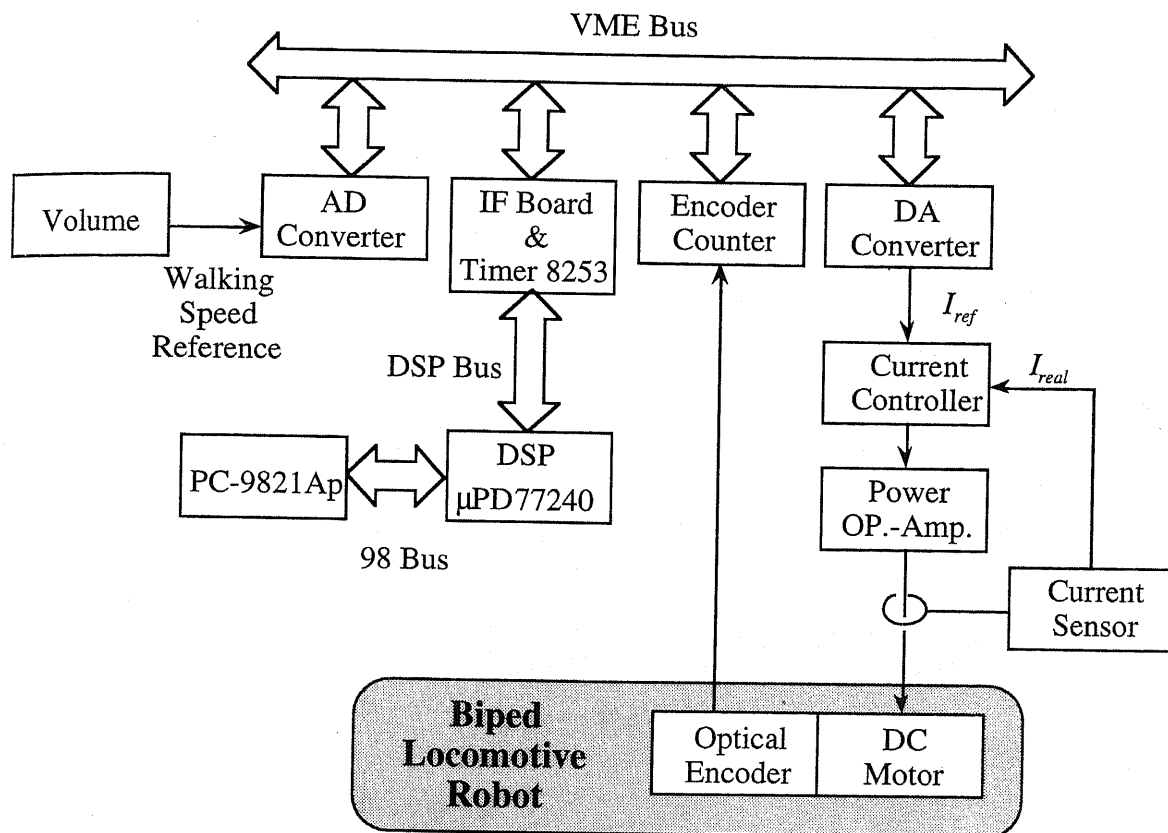 VME Bus
Volume
AD
Converter
IF Board
&
Timer 8253
Encoder
Counter
DA
Converter
Walking
Speed
Reference
I_ref
DSP Bus
Current
Controller
I_real
PC-9821Ap
DSP
μPD77240
Power
OP.-Amp.
98 Bus
Current
Sensor
Biped
Locomotive
Robot
Optical
Encoder
DC
Motor